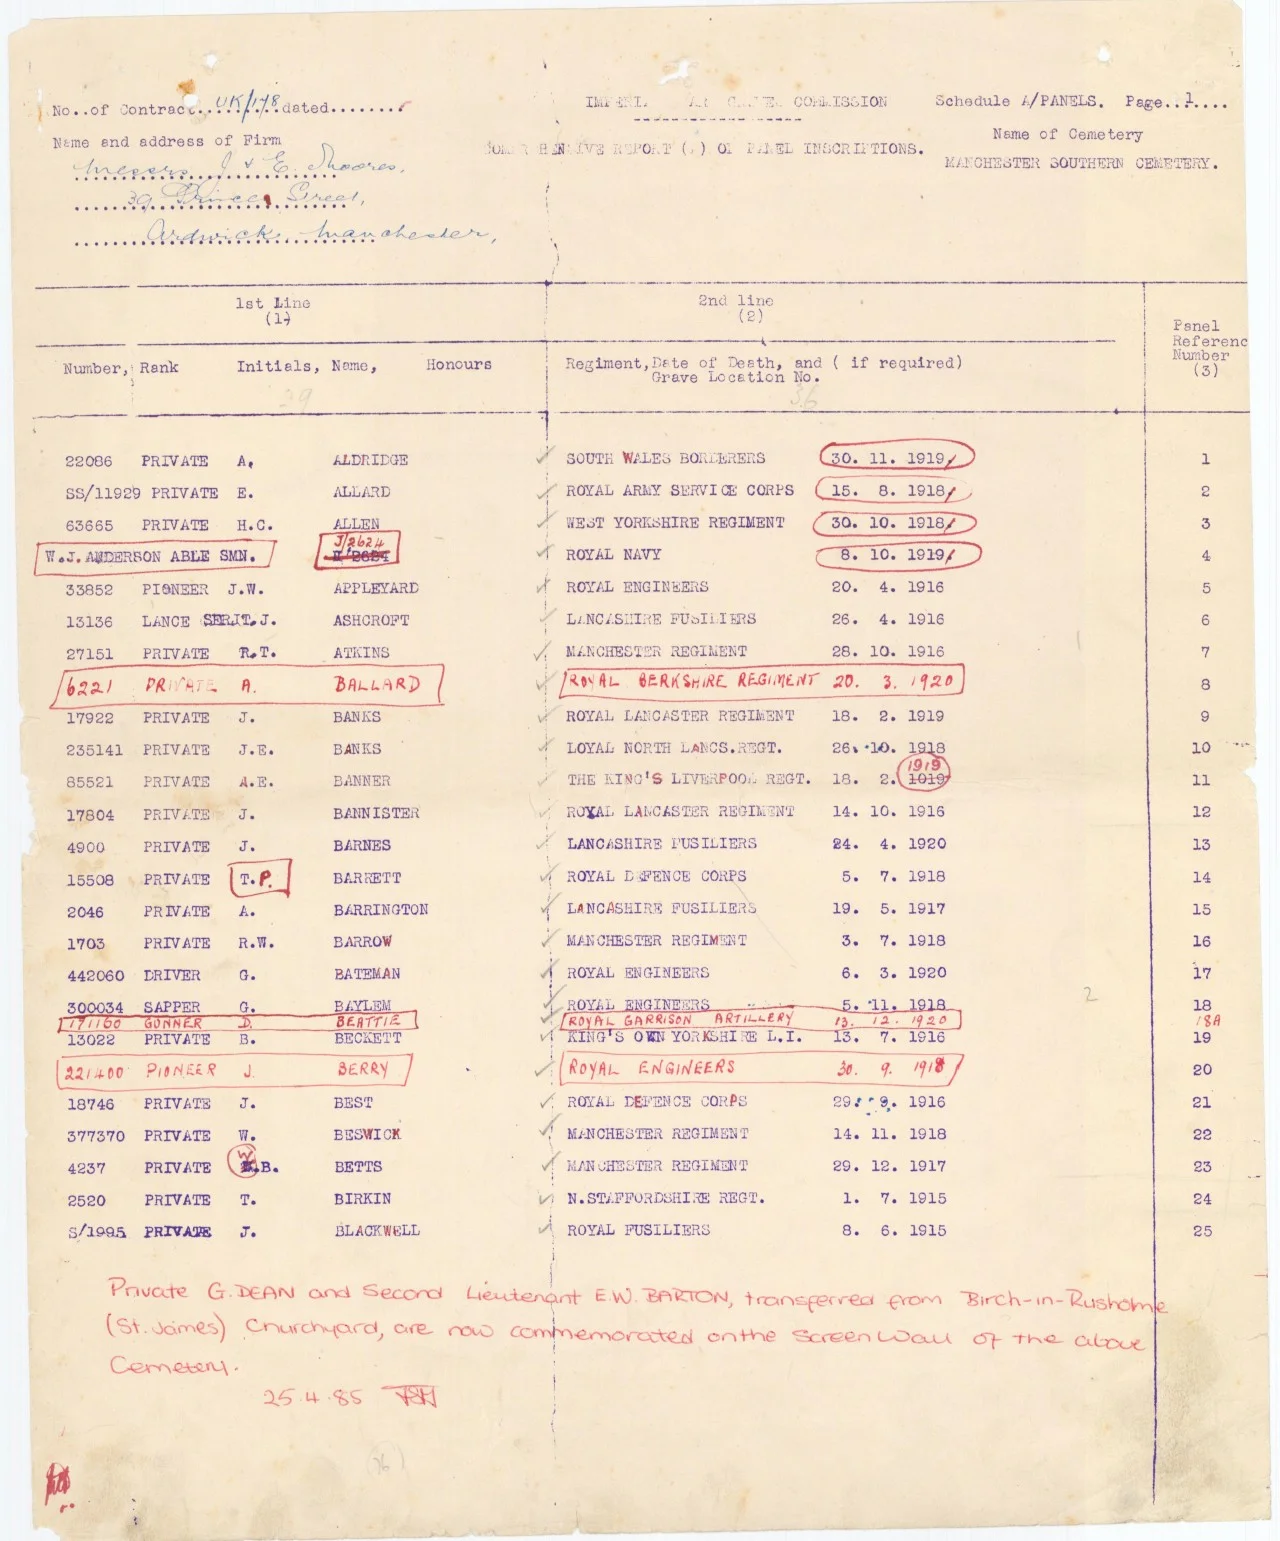 No...of Contract..UK/178.dated........ IMPERIAL WAR GRAVES COMMISSION Schedule A/PANELS. Page..1....
Name and address of Firm COMPREHENSIVE REPORT ( ) OF PANEL INSCRIPTIONS. Name of Cemetery
Messrs. J & E. Moores, MANCHESTER SOUTHERN CEMETERY.
39 Princes Street,
Ardwick, Manchester,
1st Line 2nd line
(1) (2)
Panel Referenc Number (3)
Number, Rank Initials, Name, Honours Regiment, Date of Death, and ( if required)
Grave Location No.
39 36
22086 PRIVATE A. ALDRIDGE SOUTH WALES BORDERERS 30. 11. 1919 1
SS/11929 PRIVATE E. ALLARD ROYAL ARMY SERVICE CORPS 15. 8. 1918 2
63665 PRIVATE H.C. ALLEN WEST YORKSHIRE REGIMENT 30. 10. 1918 3
J/2624
W.J. ANDERSON ABLE SMN. ROYAL NAVY 8. 10. 1919 4
33852 PIONEER J.W. APPLEYARD ROYAL ENGINEERS 20. 4. 1916 5
13136 LANCE SERJT.J. ASHCROFT LANCASHIRE FUSILIERS 26. 4. 1916 6
27151 PRIVATE R.T. ATKINS MANCHESTER REGIMENT 28. 10. 1916 7
6221 PRIVATE A. BALLARD ROYAL BERKSHIRE REGIMENT 20. 3. 1920 8
17922 PRIVATE J. BANKS ROYAL LANCASTER REGIMENT 18. 2. 1919 9
235141 PRIVATE J.E. BANKS LOYAL NORTH LANCS.REGT. 26. 10. 1918 10
1919
85521 PRIVATE A.E. BANNER THE KING'S LIVERPOOL REGT. 18. 2. 1019 11
17804 PRIVATE J. BANNISTER ROYAL LANCASTER REGIMENT 14. 10. 1916 12
4900 PRIVATE J. BARNES LANCASHIRE FUSILIERS 24. 4. 1920 13
15508 PRIVATE T.P. BARRETT ROYAL DEFENCE CORPS 5. 7. 1918 14
2046 PRIVATE A. BARRINGTON LANCASHIRE FUSILIERS 19. 5. 1917 15
1703 PRIVATE R.W. BARROW MANCHESTER REGIMENT 3. 7. 1918 16
442060 DRIVER G. BATEMAN ROYAL ENGINEERS 6. 3. 1920 17
2
300034 SAPPER G. BAYLEM ROYAL ENGINEERS 5. 11. 1918 18
171160 GUNNER D. BEATTIE ROYAL GARRISON ARTILLERY 13. 12. 1920 18A
13022 PRIVATE B. BECKETT KING'S OWN YORKSHIRE L.I. 13. 7. 1916 19
221400 PIONEER J. BERRY ROYAL ENGINEERS 30. 9. 1918 20
18746 PRIVATE J. BEST ROYAL DEFENCE CORPS 29. 9. 1916 21
377370 PRIVATE W. BESWICK MANCHESTER REGIMENT 14. 11. 1918 22
W
4237 PRIVATE .B. BETTS MANCHESTER REGIMENT 29. 12. 1917 23
2520 PRIVATE T. BIRKIN N.STAFFORDSHIRE REGT. 1. 7. 1915 24
S/1995 PRIVATE J. BLACKWELL ROYAL FUSILIERS 8. 6. 1915 25
Private G. DEAN and Second Lieutenant E.W. BARTON, transferred from Birch-in-Rusholme
(St. James) Churchyard, are now commemorated on the Screen Wall of the above
Cemetery.
25.4.85